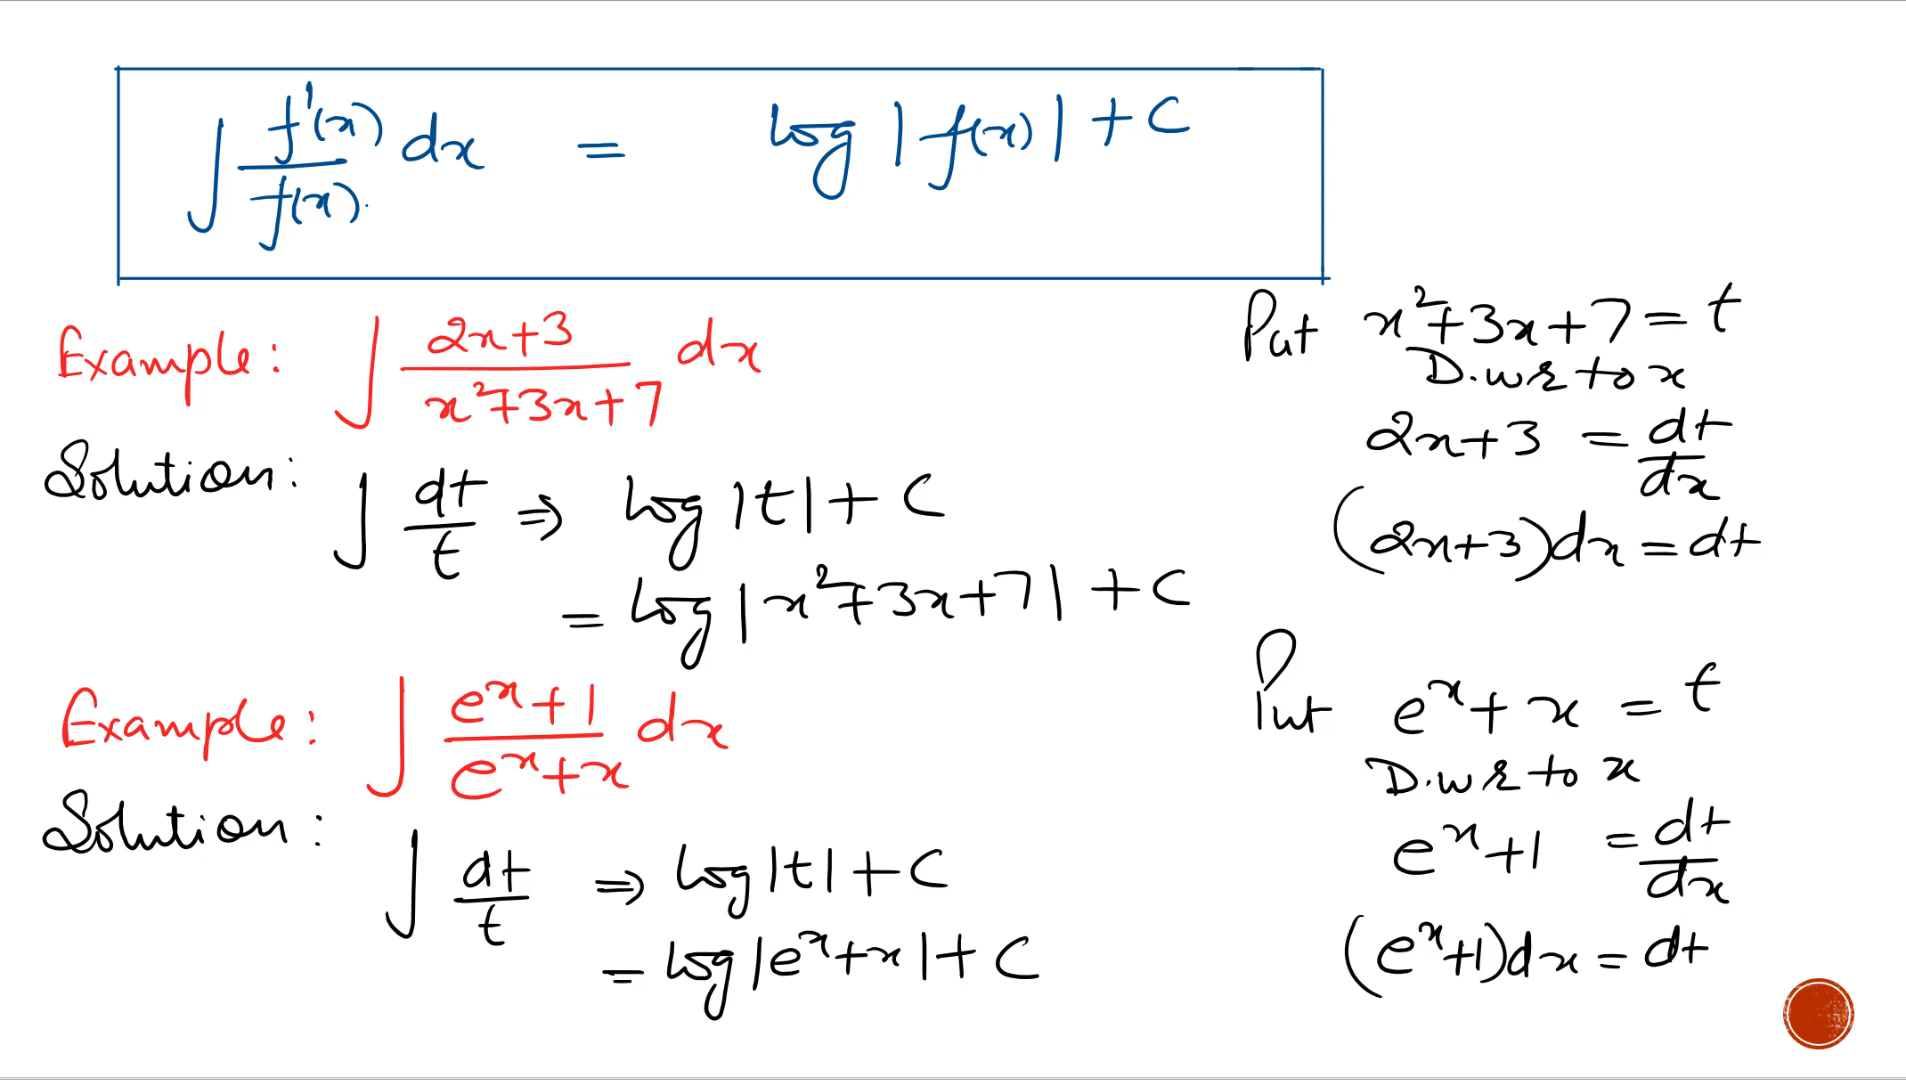 ∫ f'(x)/f(x) dx = log |f(x)| + C
Example: ∫ 2x+3 / x²+3x+7 dx
Solution: ∫ dt/t ⇒ log |t| + C
= log |x²+3x+7| + C
Put x²+3x+7 = t
D.w r to x
2x+3 = dt/dx
(2x+3)dx = dt
Example: ∫ eˣ+1 / eˣ+x dx
Solution: ∫ dt/t ⇒ log |t| + C
= log |eˣ+x| + C
Put eˣ+x = t
D.w r to x
eˣ+1 = dt/dx
(eˣ+1)dx = dt